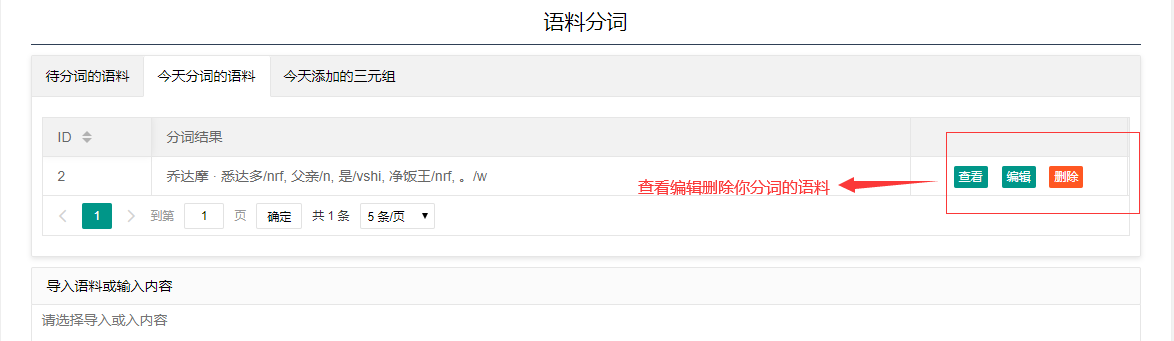 语料分词
待分词的语料 今天分词的语料 今天添加的三元组
ID 分词结果
2 乔达摩 · 悉达多/nrf, 父亲/n, 是/vshi, 净饭王/nrf, 。/w 查看 编辑 删除
查看编辑删除你分词的语料
1 到第 1 页 确定 共 1 条 5 条/页
导入语料或输入内容
请选择导入或入内容